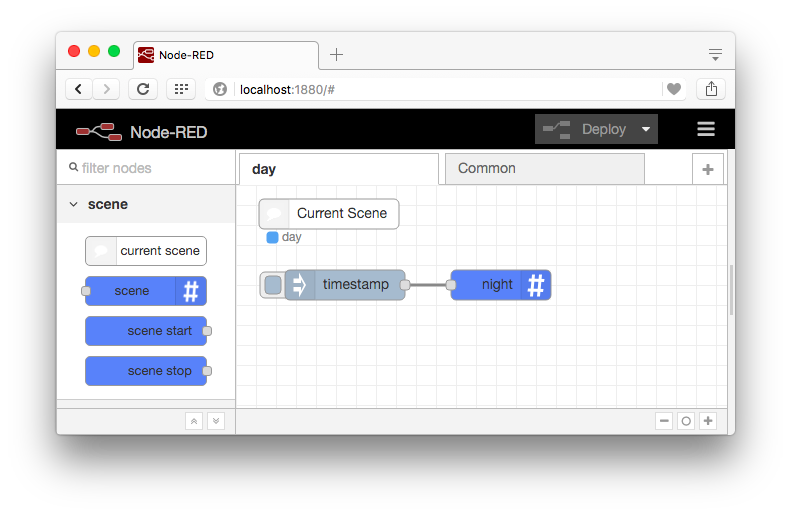 Node-RED
localhost:1880/#
Node-RED
Deploy
filter nodes
day
Common
scene
current scene
scene #
scene start
scene stop
Current Scene
day
timestamp
night #